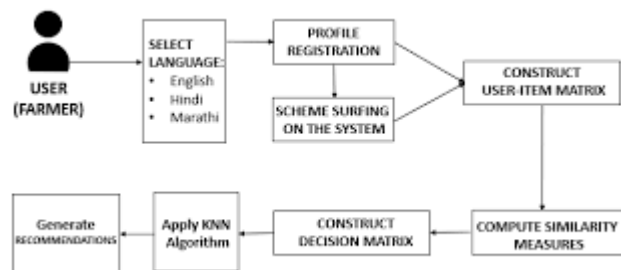 USER
(FARMER)
SELECT
LANGUAGE:
• English
• Hindi
• Marathi
PROFILE
REGISTRATION
SCHEME SURFING
ON THE SYSTEM
CONSTRUCT
USER-ITEM MATRIX
COMPUTE SIMILARITY
MEASURES
CONSTRUCT
DECISION MATRIX
Apply KNN
Algorithm
Generate
RECOMMENDATIONS